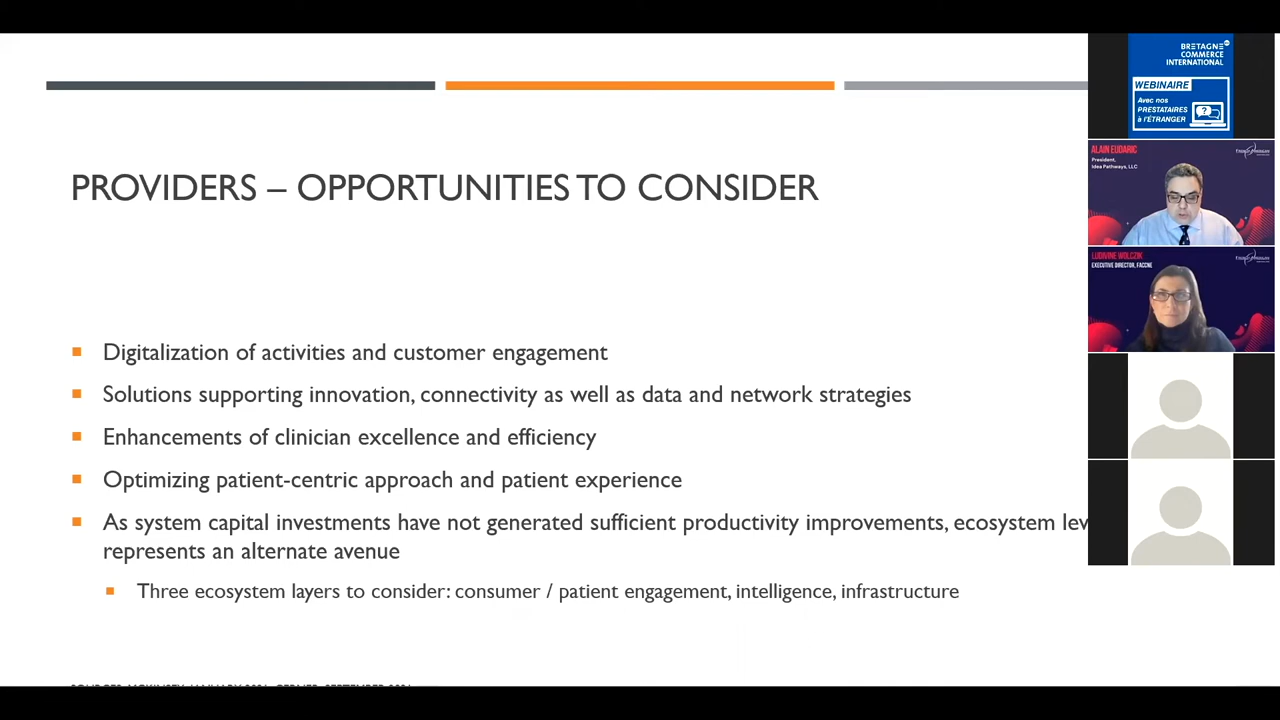 PROVIDERS – OPPORTUNITIES TO CONSIDER
Digitalization of activities and customer engagement
Solutions supporting innovation, connectivity as well as data and network strategies
Enhancements of clinician excellence and efficiency
Optimizing patient-centric approach and patient experience
As system capital investments have not generated sufficient productivity improvements, ecosystem lev
represents an alternate avenue
Three ecosystem layers to consider: consumer / patient engagement, intelligence, infrastructure
BRETAGNE
COMMERCE
INTERNATIONAL
WEBINAIRE
Avec nos
PRESTATAIRES
à l'ÉTRANGER
?
ALAIN EUDARIC
President,
Idea Pathways, LLC
LUDIVINE WOLCZIK
EXECUTIVE DIRECTOR, FACCNE